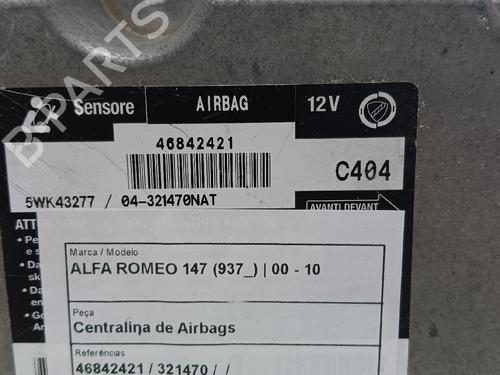 B-PARTS
Sensore AIRBAG 12V
46842421
C404
5WK43277 / 04-321470NAT
AVANTI DEVANT
Marca / Modelo
ALFA ROMEO 147 (937_) | 00 - 10
Peça
Centralina de Airbags
Referências
46842421 / 321470 / /